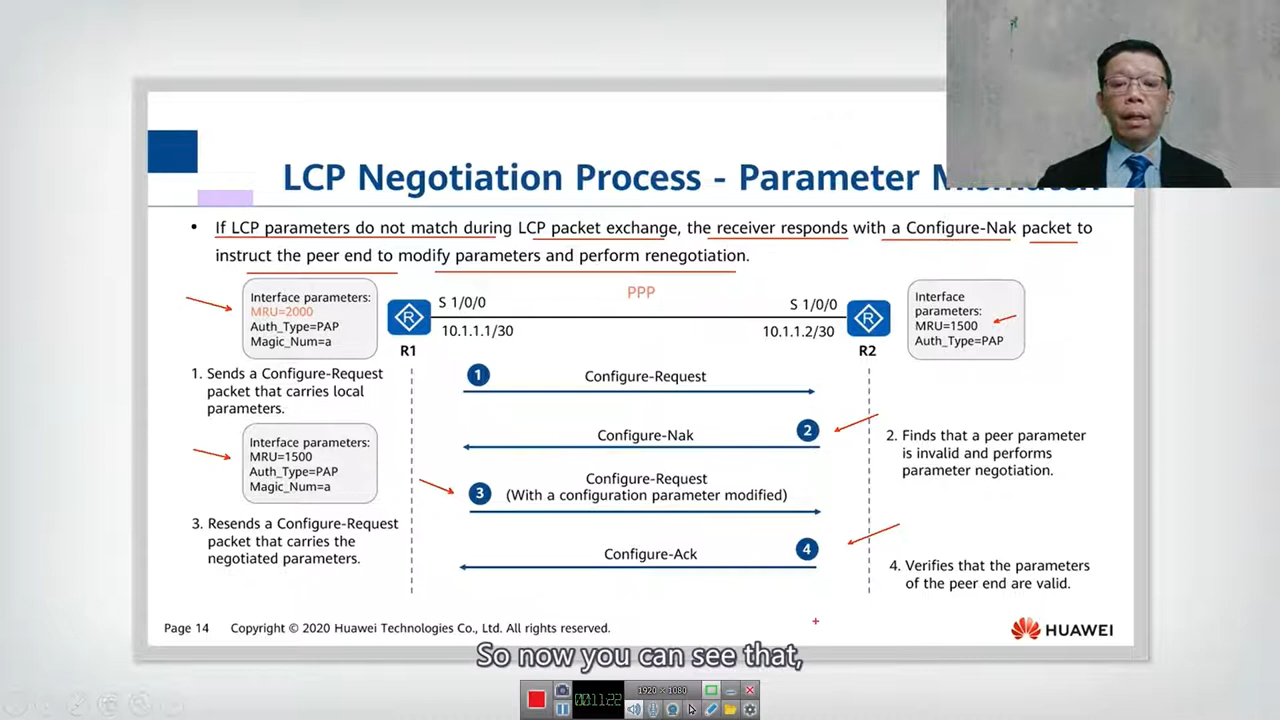 LCP Negotiation Process - Parameter
• If LCP parameters do not match during LCP packet exchange, the receiver responds with a Configure-Nak packet to
instruct the peer end to modify parameters and perform renegotiation.
Interface parameters:
MRU=2000
Auth_Type=PAP
Magic_Num=a
R
S 1/0/0
10.1.1.1/30
R1
PPP
S 1/0/0
10.1.1.2/30
R
R2
Interface
parameters:
MRU=1500
Auth_Type=PAP
1. Sends a Configure-Request
packet that carries local
parameters.
1
Configure-Request
Interface parameters:
MRU=1500
Auth_Type=PAP
Magic_Num=a
Configure-Nak
2
2. Finds that a peer parameter
is invalid and performs
parameter negotiation.
3
Configure-Request
(With a configuration parameter modified)
3. Resends a Configure-Request
packet that carries the
negotiated parameters.
Configure-Ack
4
4. Verifies that the parameters
of the peer end are valid.
Page 14 Copyright © 2020 Huawei Technologies Co., Ltd. All rights reserved.
HUAWEI
So now you can see that,
1920 x 1080